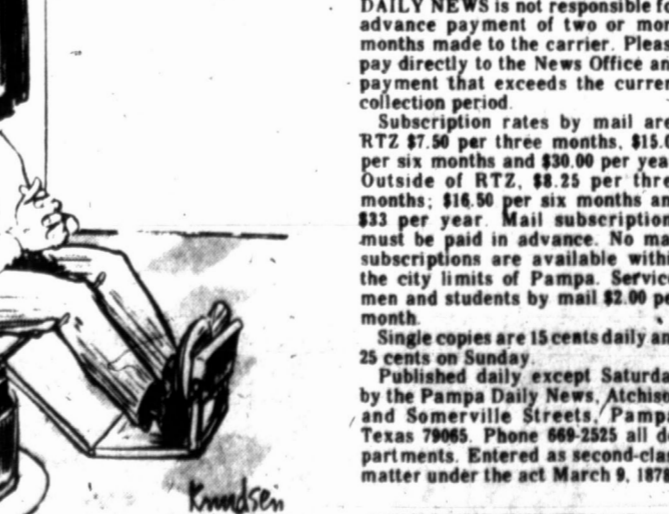 DAILY NEWS is not responsible fo
advance payment of two or mor
months made to the carrier. Pleas
pay directly to the News Office an
payment that exceeds the curren
collection period.
Subscription rates by mail are
RTZ $7.50 per three months, $15.0
per six months and $30.00 per yea
Outside of RTZ, $8.25 per thre
months; $16.50 per six months an
$33 per year. Mail subscription
must be paid in advance. No ma
subscriptions are available withi
the city limits of Pampa. Service
men and students by mail $2.00 pe
month.
Single copies are 15 cents daily an
25 cents on Sunday.
Published daily except Saturda
by the Pampa Daily News, Atchiso
and Somerville Streets, Pampa
Texas 79065. Phone 669-2525 all de
partments. Entered as second-clas
matter under the act March 9, 1878
Knudsen